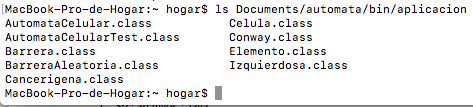 [MacBook-Pro-de-Hogar:~ hogar$ ls Documents/automata/bin/aplicacion
AutomataCelular.class Celula.class
AutomataCelularTest.class Conway.class
Barrera.class Elemento.class
BarreraAleatoria.class Izquierdosa.class
Cancerigena.class
MacBook-Pro-de-Hogar:~ hogar$